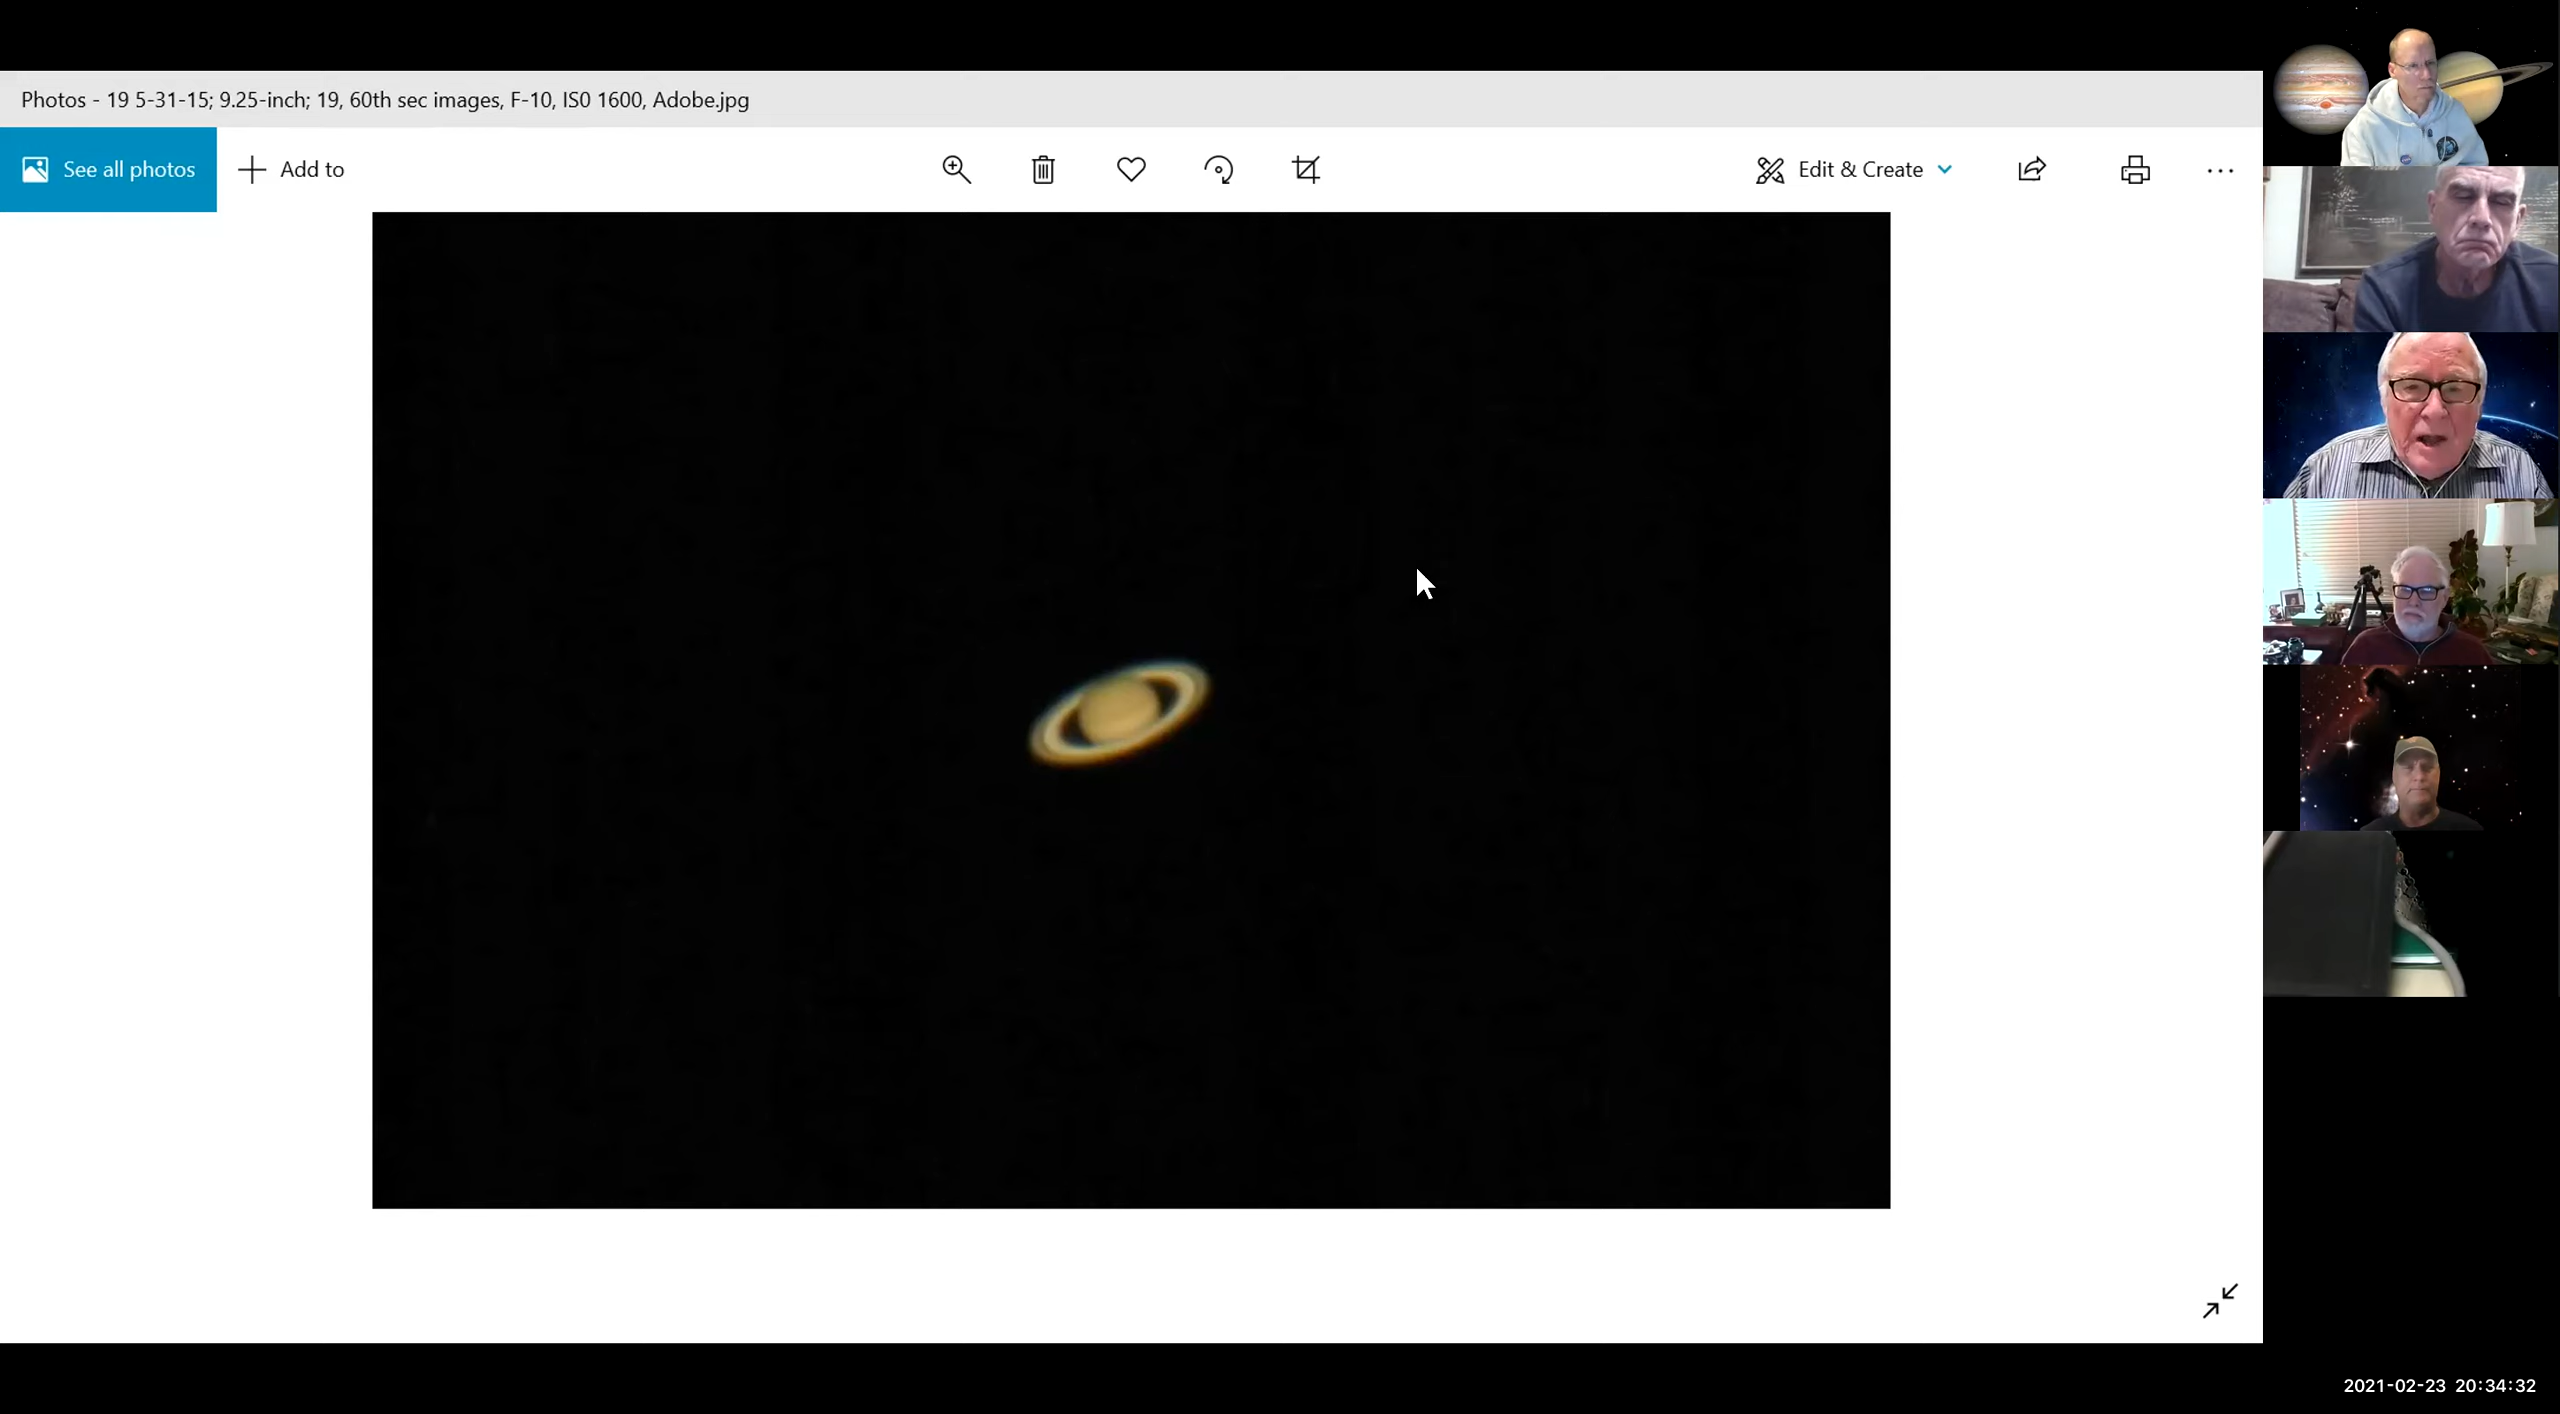 Photos - 19 5-31-15; 9.25-inch; 19, 60th sec images, F-10, IS0 1600, Adobe.jpg
See all photos
Add to
Edit & Create
2021-02-23 20:34:32